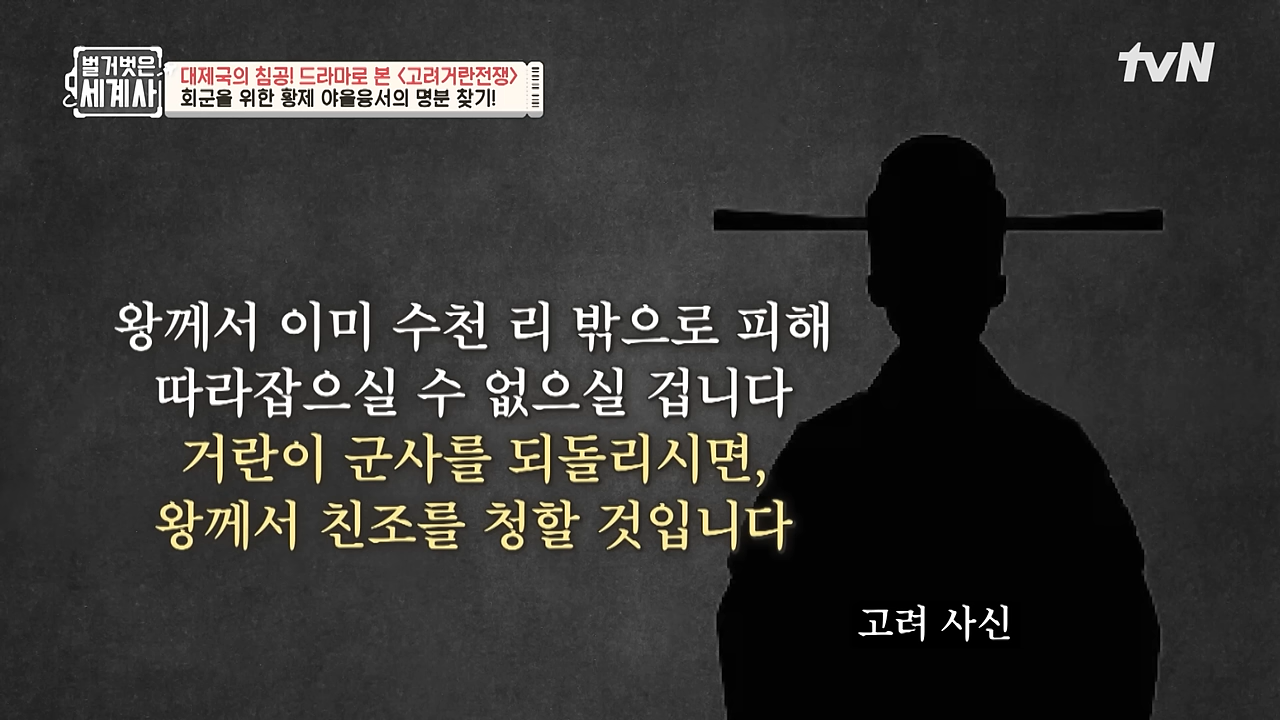 벌거벗은
세계사
대제국의 침공! 드라마로 본 <고려거란전쟁>
회군을 위한 황제 야율융서의 명분 찾기!
tvN
왕께서 이미 수천 리 밖으로 피해
따라잡으실 수 없으실 겁니다
거란이 군사를 되돌리시면,
왕께서 친조를 청할 것입니다
고려 사신